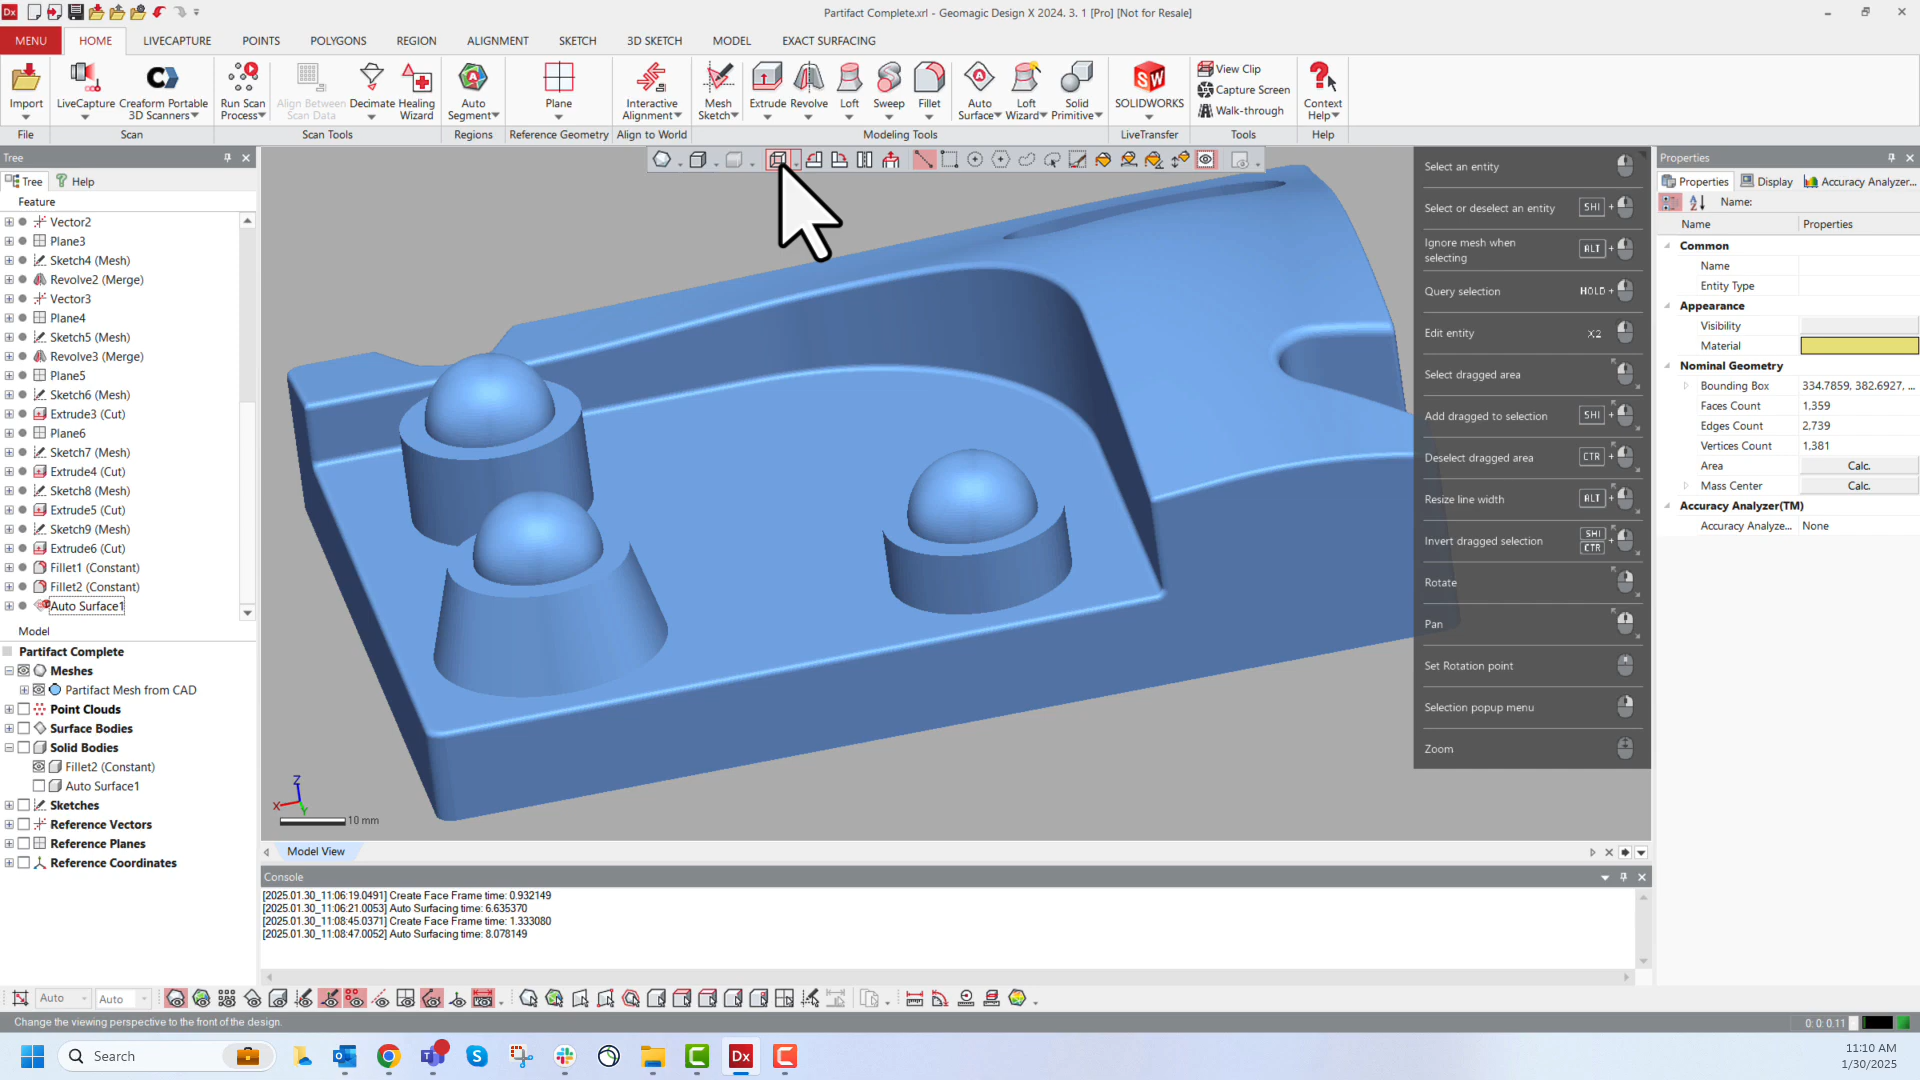 Dx
Partifact Complete.xrl - Geomagic Design X 2024. 3. 1 [Pro] [Not for Resale]
MENU HOME LIVECAPTURE POINTS POLYGONS REGION ALIGNMENT SKETCH 3D SKETCH MODEL EXACT SURFACING
Import
LiveCapture
Creaform Portable
3D Scanners
Run Scan
Process
Align Between
Scan Data
Decimate
Healing
Wizard
Auto
Segment
Plane
Interactive
Alignment
Mesh
Sketch
Extrude
Revolve
Loft
Sweep
Fillet
Auto
Surface
Loft
Wizard
Solid
Primitive
SW
SOLIDWORKS
View Clip
Capture Screen
Walk-through
Context
Help
File Scan Scan Tools Regions Reference Geometry Align to World Modeling Tools LiveTransfer Tools Help
Tree
Tree Help
Feature
Vector2
Plane3
Sketch4 (Mesh)
Revolve2 (Merge)
Vector3
Plane4
Sketch5 (Mesh)
Revolve3 (Merge)
Plane5
Sketch6 (Mesh)
Extrude3 (Cut)
Plane6
Sketch7 (Mesh)
Extrude4 (Cut)
Sketch8 (Mesh)
Extrude5 (Cut)
Sketch9 (Mesh)
Extrude6 (Cut)
Fillet1 (Constant)
Fillet2 (Constant)
Auto Surface1
Model
Partifact Complete
Meshes
Partifact Mesh from CAD
Point Clouds
Surface Bodies
Solid Bodies
Fillet2 (Constant)
Auto Surface1
Sketches
Reference Vectors
Reference Planes
Reference Coordinates
Select an entity
Select or deselect an entity SHI +
Ignore mesh when
selecting ALT +
Query selection HOLD +
Edit entity X2
Select dragged area
Add dragged to selection SHI +
Deselect dragged area CTR +
Resize line width ALT +
Invert dragged selection SHI CTR +
Rotate
Pan
Set Rotation point
Selection popup menu
Zoom
Z
X
Y
10 mm
Model View
Console
[2025.01.30_11:06:19.0491] Create Face Frame time: 0.932149
[2025.01.30_11:06:21.0053] Auto Surfacing time: 6.635370
[2025.01.30_11:08:45.0371] Create Face Frame time: 1.333080
[2025.01.30_11:08:47.0052] Auto Surfacing time: 8.078149
Properties
Properties Display Accuracy Analyzer...
Name:
Name Properties
Common
Name
Entity Type
Appearance
Visibility
Material
Nominal Geometry
Bounding Box 334.7859, 382.6927, ...
Faces Count 1,359
Edges Count 2,739
Vertices Count 1,381
Area Calc.
Mass Center Calc.
Accuracy Analyzer(TM)
Accuracy Analyze... None
Auto Auto
Change the viewing perspective to the front of the design.
0: 0: 0.11
Search
Dx
11:10 AM
1/30/2025